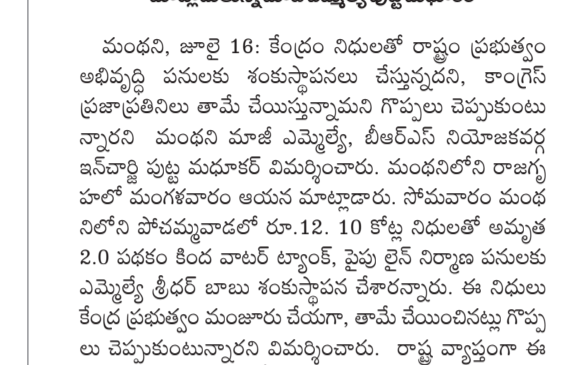 మంథని, జూలై 16: కేంద్రం నిధులతో రాష్ట్రం ప్రభుత్వం
అభివృద్ధి పనులకు శంకుస్థాపనలు చేస్తున్నదని, కాంగ్రెస్
ప్రజాప్రతినిలు తామే చేయిస్తున్నామని గొప్పలు చెప్పుకుంటు
న్నారని మంథని మాజీ ఎమ్మెల్యే, బీఆర్ఎస్ నియోజకవర్గ
ఇన్‌చార్జి పుట్ట మధూకర్ విమర్శించారు. మంథనిలోని రాజగృ
హలో మంగళవారం ఆయన మాట్లాడారు. సోమవారం మంథ
నిలోని పోచమ్మవాడలో రూ.12. 10 కోట్ల నిధులతో అమృత
2.0 పథకం కింద వాటర్ ట్యాంక్, పైపు లైన్ నిర్మాణ పనులకు
ఎమ్మెల్యే శ్రీధర్ బాబు శంకుస్థాపన చేశారన్నారు. ఈ నిధులు
కేంద్ర ప్రభుత్వం మంజూరు చేయగా, తామే చేయించినట్లు గొప్ప
లు చెప్పుకుంటున్నారని విమర్శించారు. రాష్ట్ర వ్యాప్తంగా ఈ